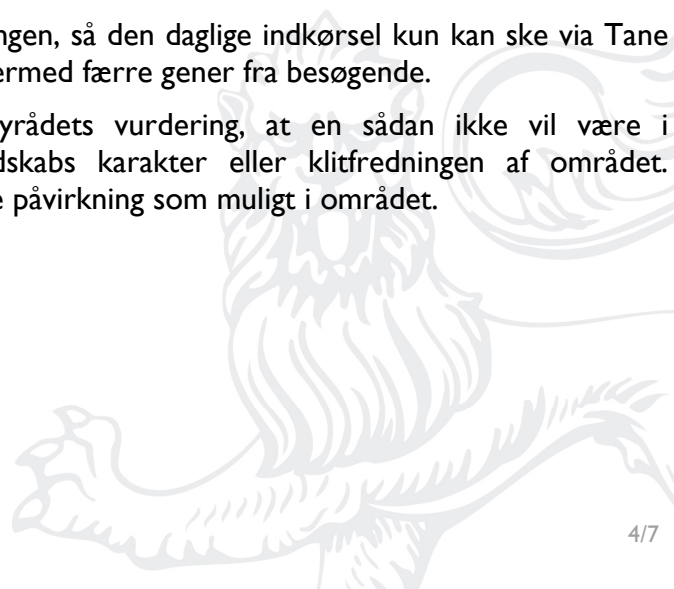 ngen, så den daglige indkørsel kun kan ske via Tane
ermed færre gener fra besøgende.
yrådets vurdering, at en sådan ikke vil være i
dskabs karakter eller klitfredningen af området.
e påvirkning som muligt i området.
4/7